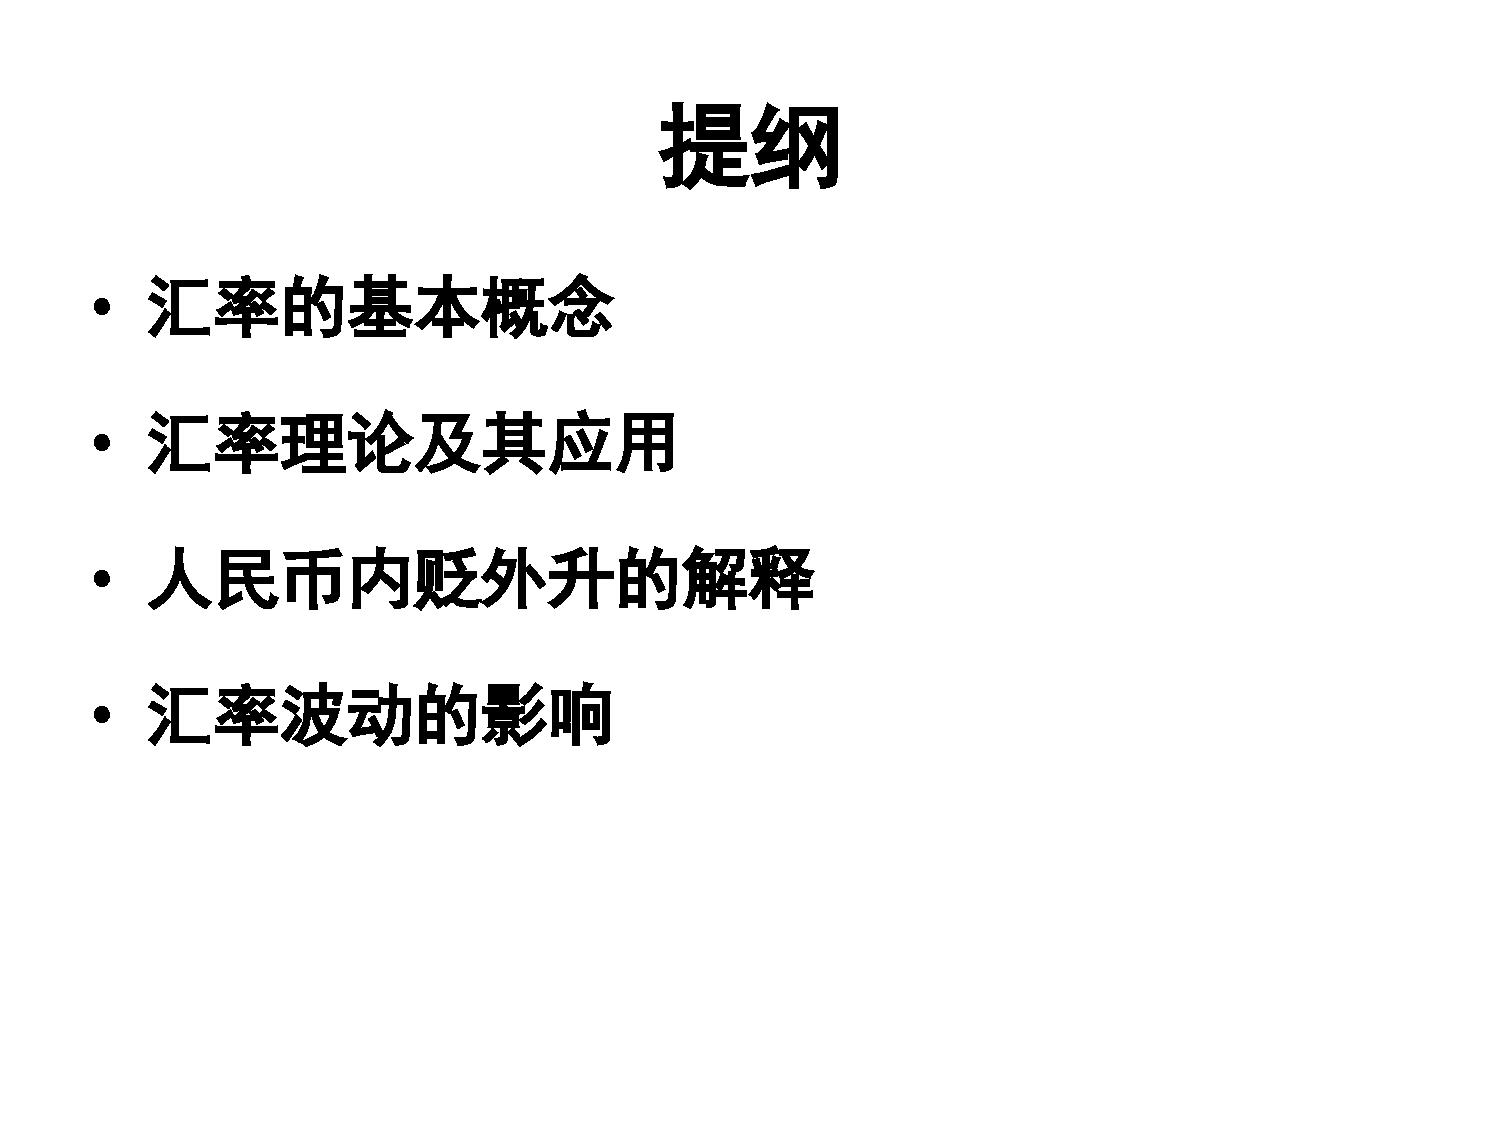 提纲
• 汇率的基本概念
• 汇率理论及其应用
• 人民币内贬外升的解释
• 汇率波动的影响